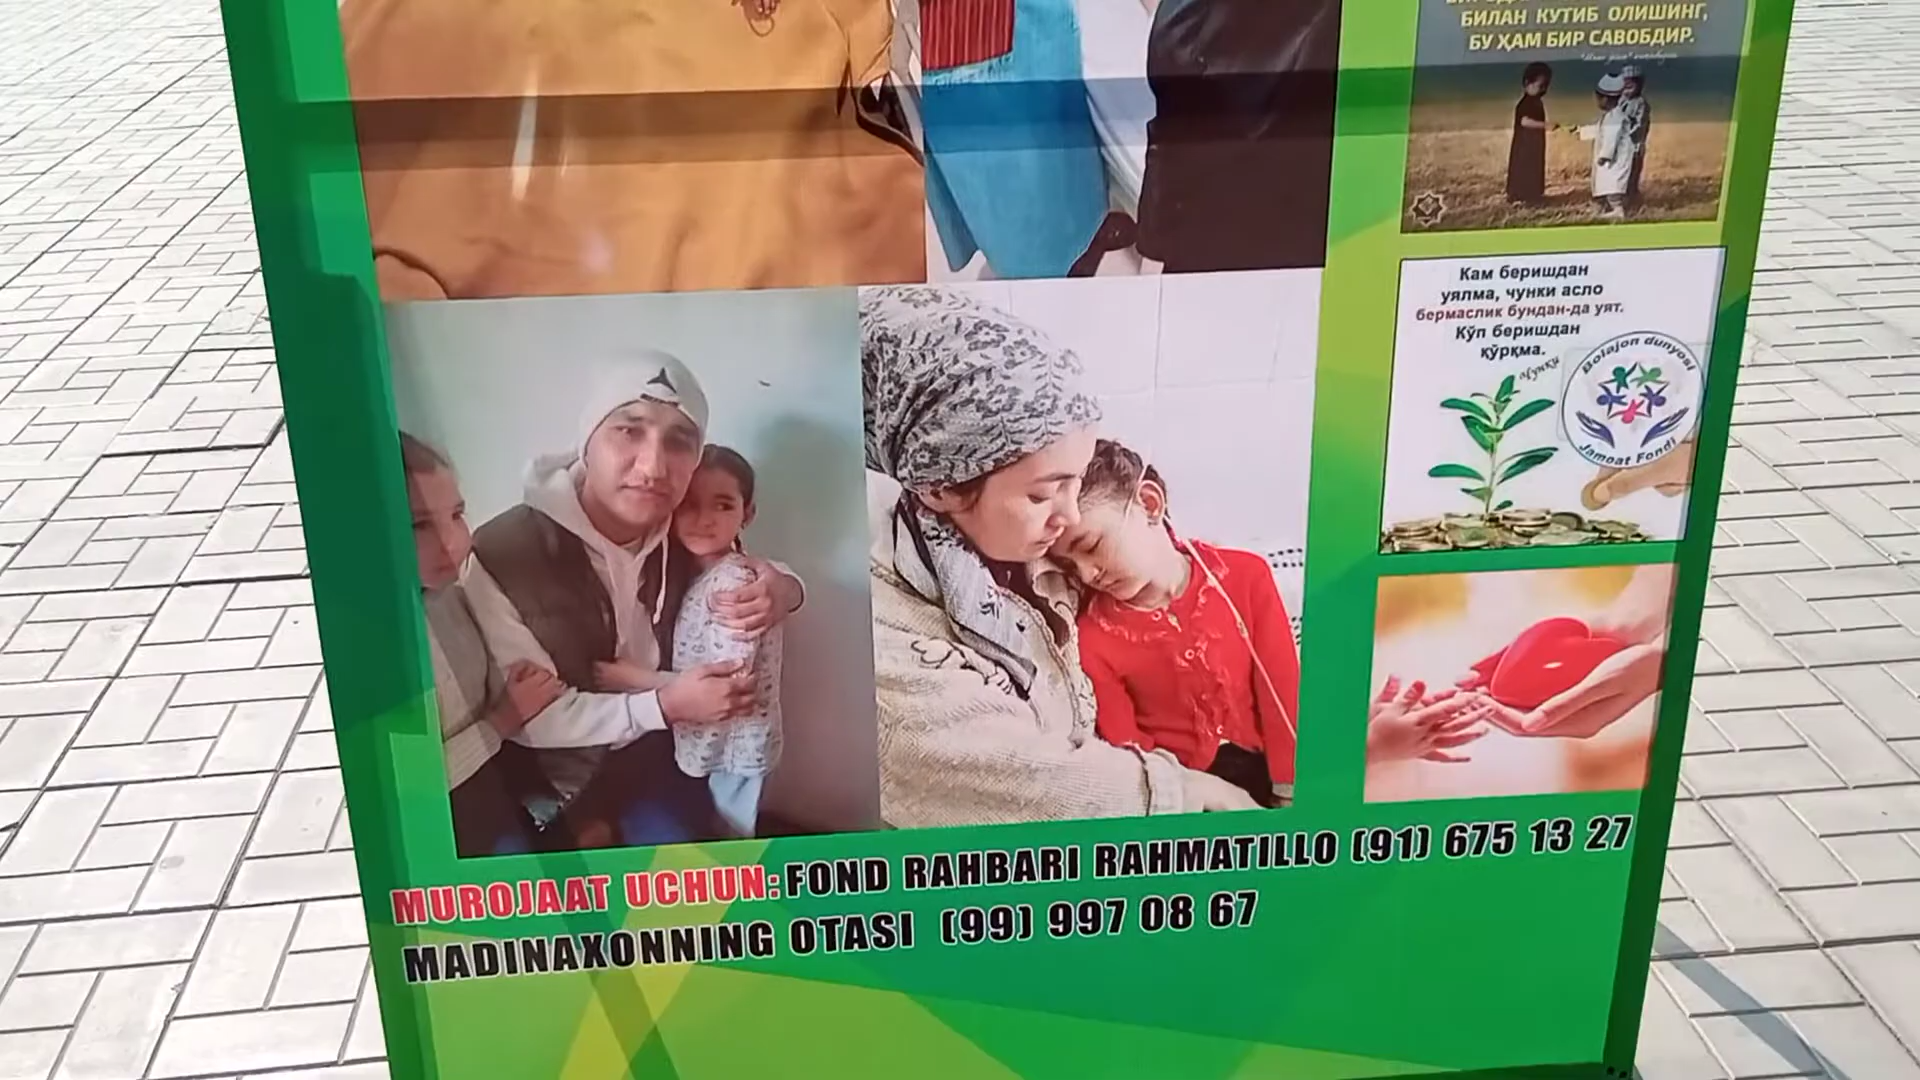 БИЛАН КУТИБ ОЛИШИНГ,
БУ ҲАМ БИР САВОБДИР.
Кам беришдан
уялма, чунки асло
бермаслик бундан-да уят.
Кўп беришдан
қўрқма.
чунки
Bolajon dunyosi
Jamoat Fondi
MUROJAAT UCHUN: FOND RAHBARI RAHMATILLO (91) 675 13 27
MADINAXONNING OTASI (99) 997 08 67